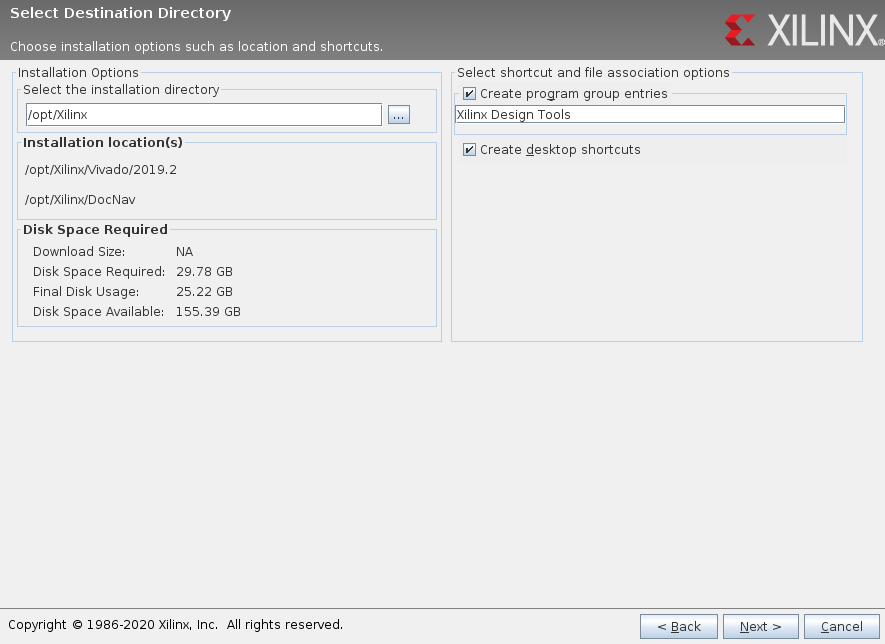 Select Destination Directory
Choose installation options such as location and shortcuts.
XILINX®
Installation Options
Select the installation directory
/opt/Xilinx
...
Installation location(s)
/opt/Xilinx/Vivado/2019.2
/opt/Xilinx/DocNav
Disk Space Required
Download Size: NA
Disk Space Required: 29.78 GB
Final Disk Usage: 25.22 GB
Disk Space Available: 155.39 GB
Select shortcut and file association options
Create program group entries
Xilinx Design Tools
Create desktop shortcuts
Copyright © 1986-2020 Xilinx, Inc. All rights reserved.
< Back
Next >
Cancel